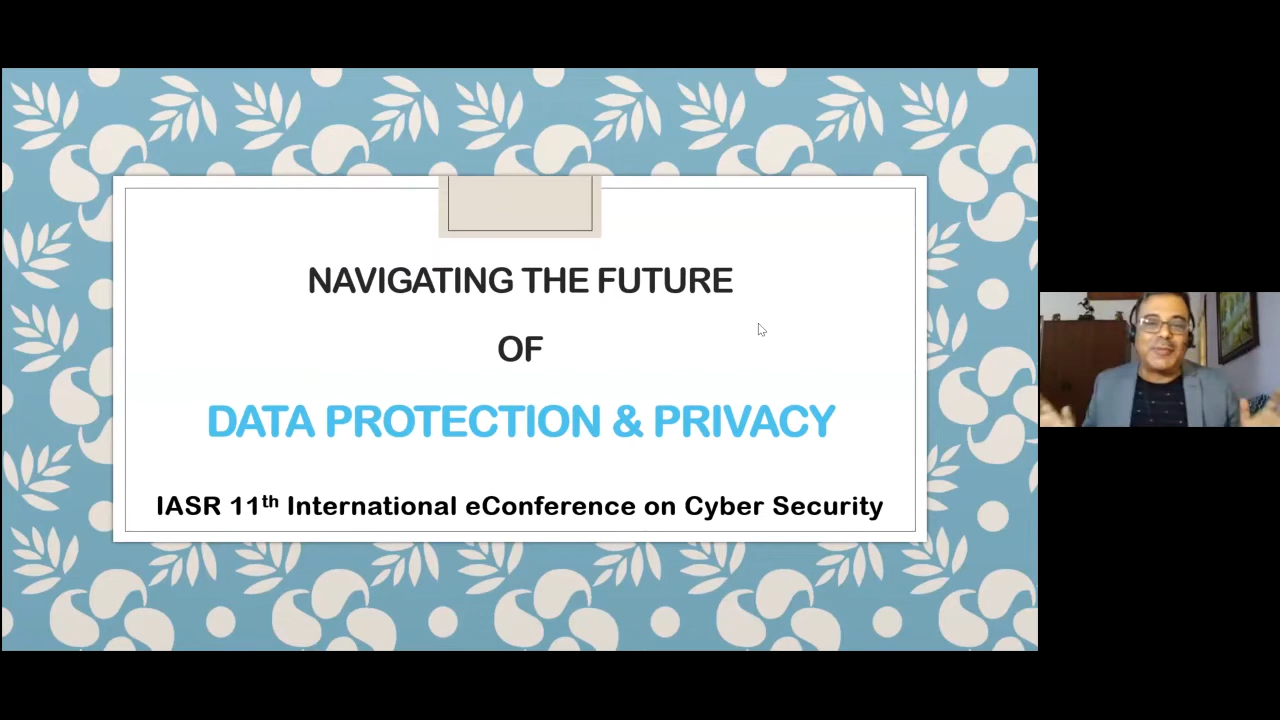 NAVIGATING THE FUTURE
OF
DATA PROTECTION & PRIVACY
IASR 11th International eConference on Cyber Security